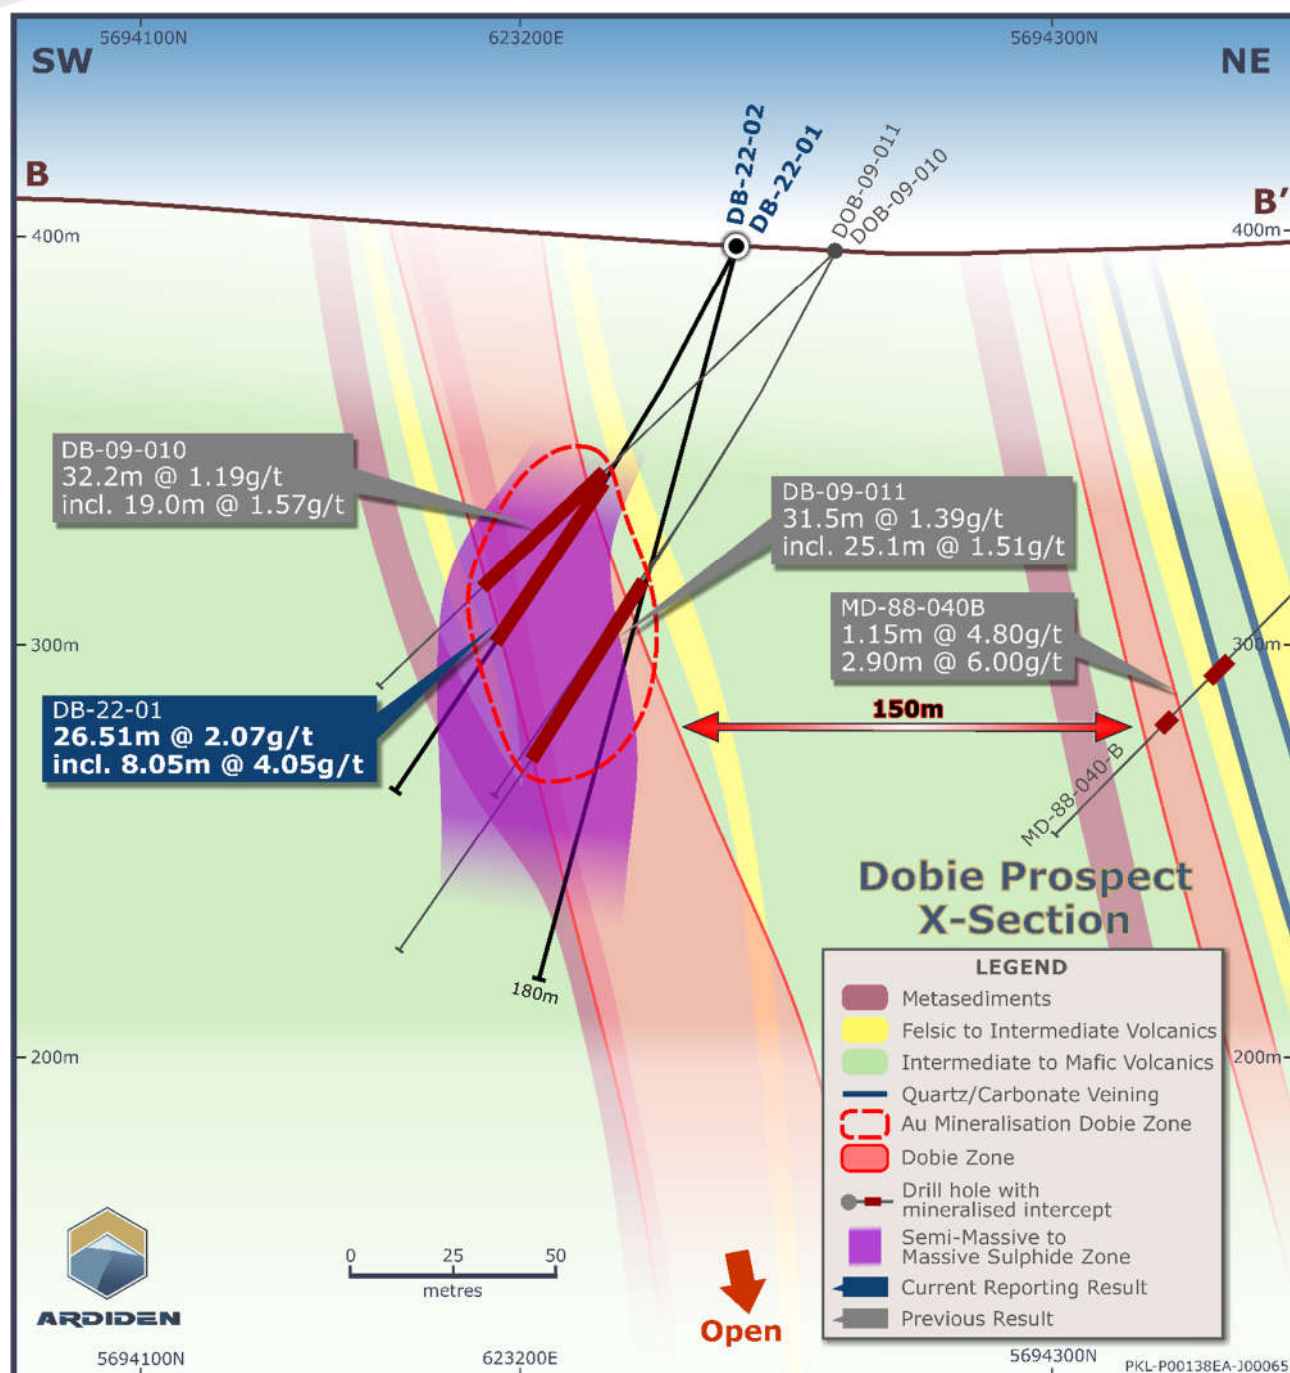 5694100N
623200E
5694300N
SW
NE
B
B'
DB-22-02
DB-22-01
DOB-09-011
DOB-09-010
400m
400m
DB-09-010
32.2m @ 1.19g/t
incl. 19.0m @ 1.57g/t
DB-09-011
31.5m @ 1.39g/t
incl. 25.1m @ 1.51g/t
MD-88-040B
1.15m @ 4.80g/t
2.90m @ 6.00g/t
300m
300m
DB-22-01
26.51m @ 2.07g/t
incl. 8.05m @ 4.05g/t
150m
MD-88-040-B
Dobie Prospect
X-Section
180m
LEGEND
Metasediments
Felsic to Intermediate Volcanics
Intermediate to Mafic Volcanics
Quartz/Carbonate Veining
Au Mineralisation Dobie Zone
Dobie Zone
Drill hole with
mineralised intercept
Semi-Massive to
Massive Sulphide Zone
Current Reporting Result
Previous Result
200m
200m
0 25 50
metres
ARDIDEN
Open
5694100N
623200E
5694300N
PKL-P00138EA-J00065